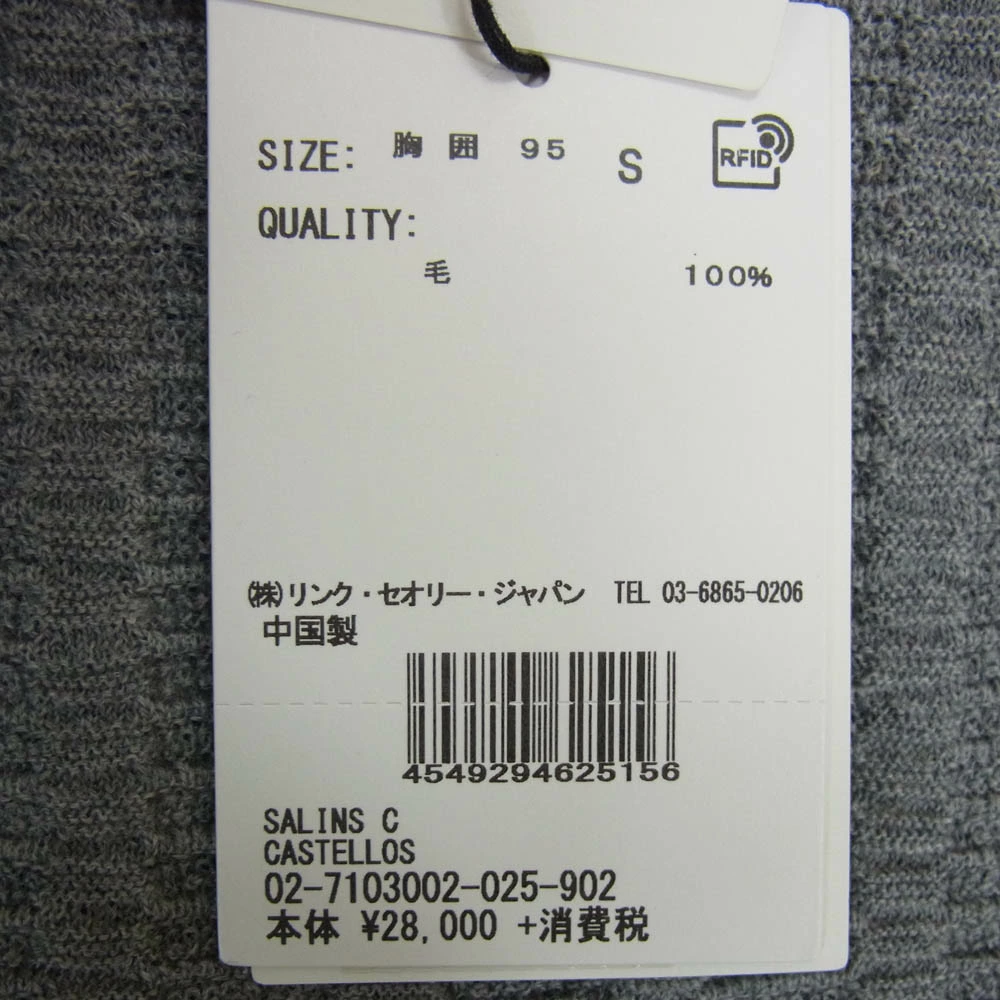 SIZE: 胸囲 95 S RFID
QUALITY:
毛 100%
㈱リンク・セオリー・ジャパン TEL 03-6865-0206
中国製
4549294625156
SALINS C
CASTELLOS
02-7103002-025-902
本体 ¥28,000 +消費税